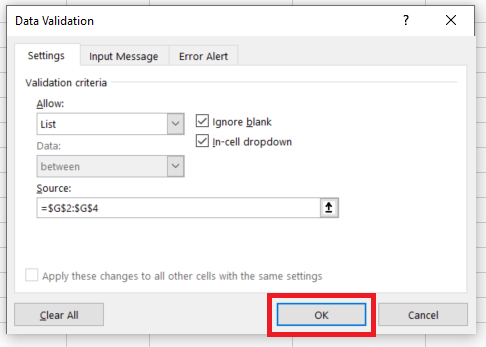 Data Validation ? ×
Settings Input Message Error Alert
Validation criteria
Allow:
List
Ignore blank
Data:
In-cell dropdown
between
Source:
=$G$2:$G$4
Apply these changes to all other cells with the same settings
Clear All OK Cancel